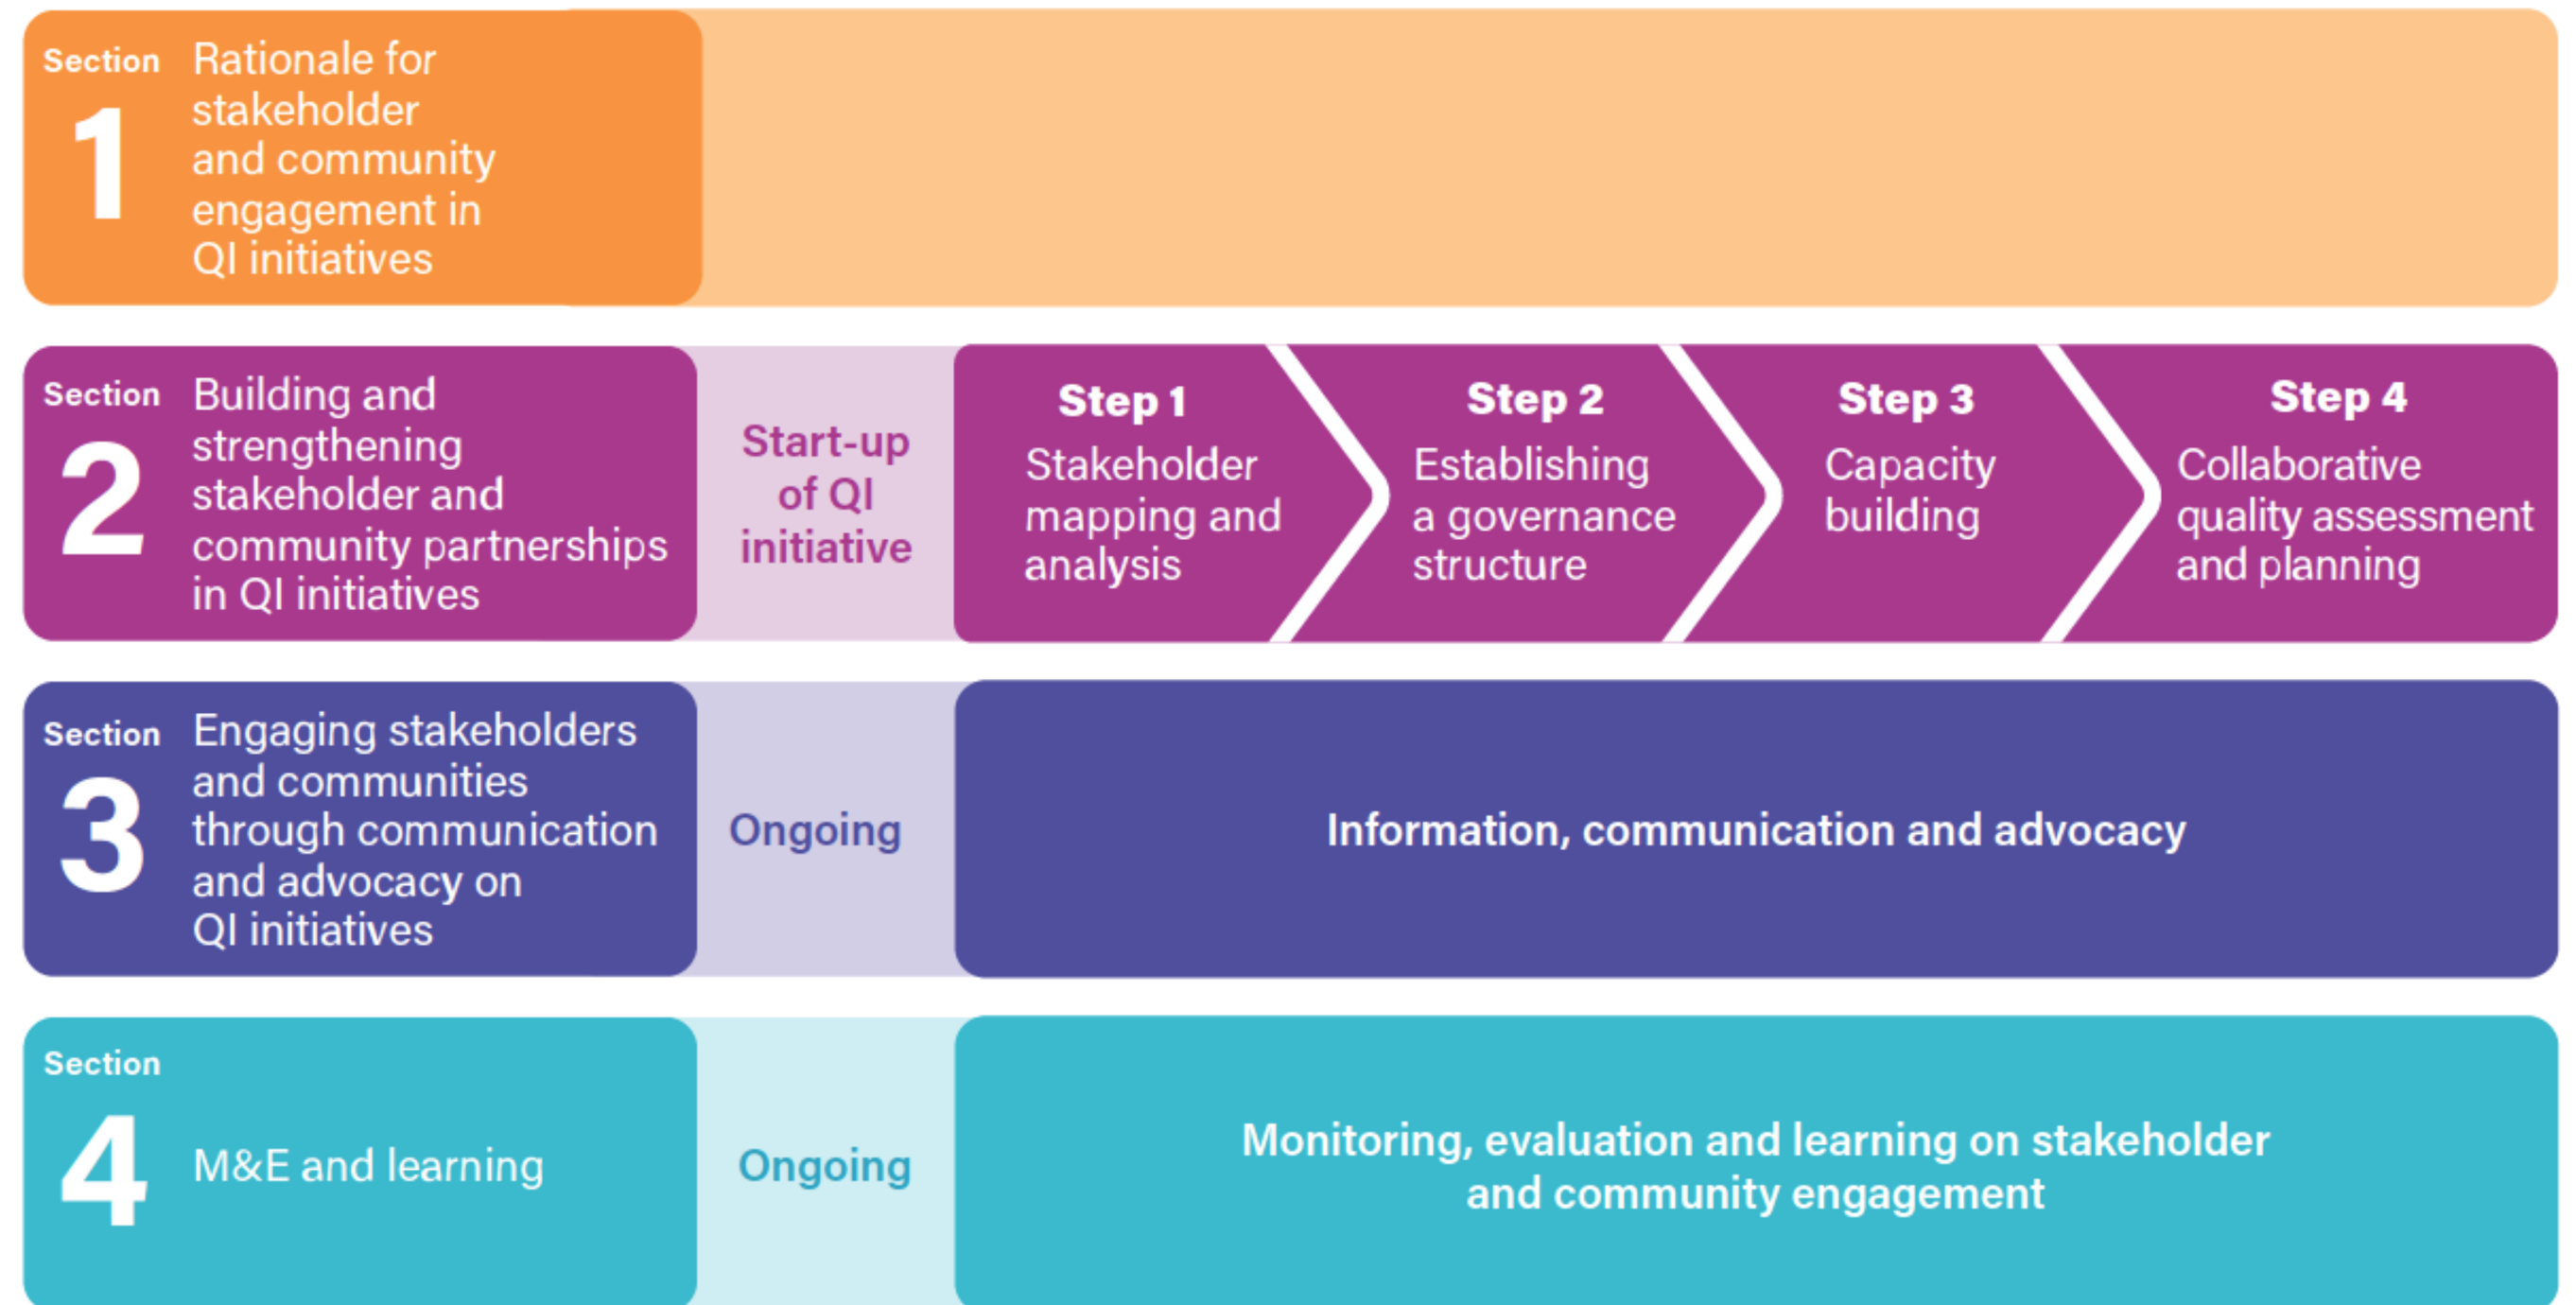 Section
1
Rationale for
stakeholder
and community
engagement in
QI initiatives
Section
2
Building and
strengthening
stakeholder and
community partnerships
in QI initiatives
Start-up
of QI
initiative
Step 1
Stakeholder
mapping and
analysis
Step 2
Establishing
a governance
structure
Step 3
Capacity
building
Step 4
Collaborative
quality assessment
and planning
Section
3
Engaging stakeholders
and communities
through communication
and advocacy on
QI initiatives
Ongoing
Information, communication and advocacy
Section
4
M&E and learning
Ongoing
Monitoring, evaluation and learning on stakeholder
and community engagement